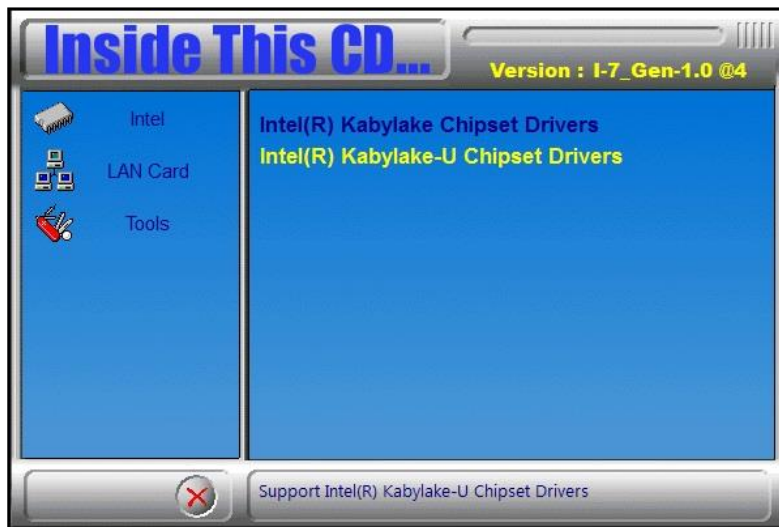 Inside This CD...
Version : I-7_Gen-1.0 @4
Intel
LAN Card
Tools
Intel(R) Kabylake Chipset Drivers
Intel(R) Kabylake-U Chipset Drivers
Support Intel(R) Kabylake-U Chipset Drivers